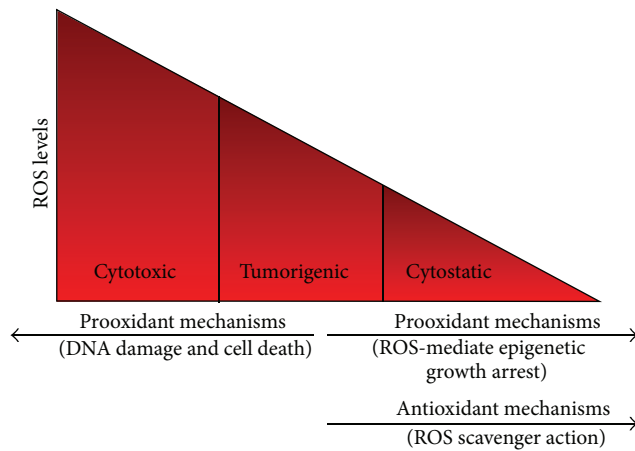 ROS levels
Cytotoxic
Tumorigenic
Cytostatic
Prooxidant mechanisms
(DNA damage and cell death)
Prooxidant mechanisms
(ROS-mediate epigenetic
growth arrest)
Antioxidant mechanisms
(ROS scavenger action)